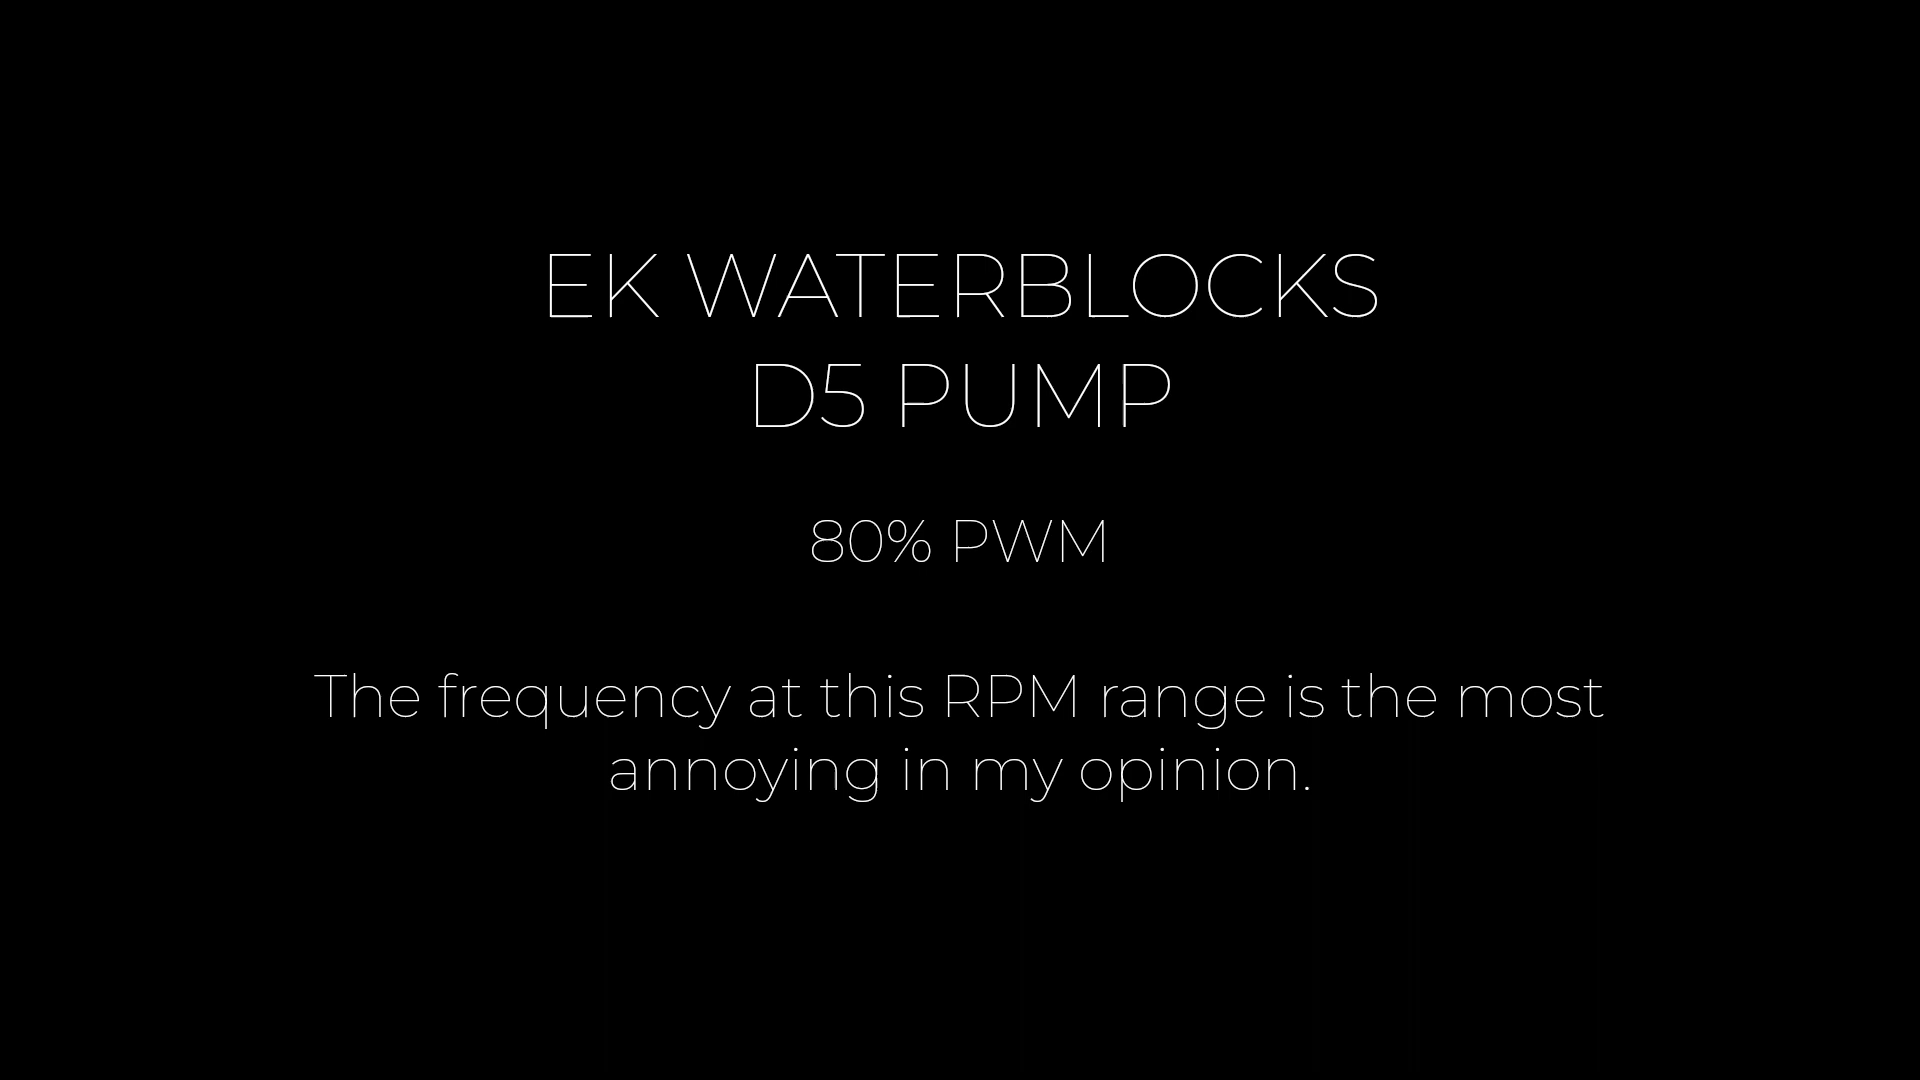 EK WATERBLOCKS
D5 PUMP
80% PWM
The frequency at this RPM range is the most
annoying in my opinion.